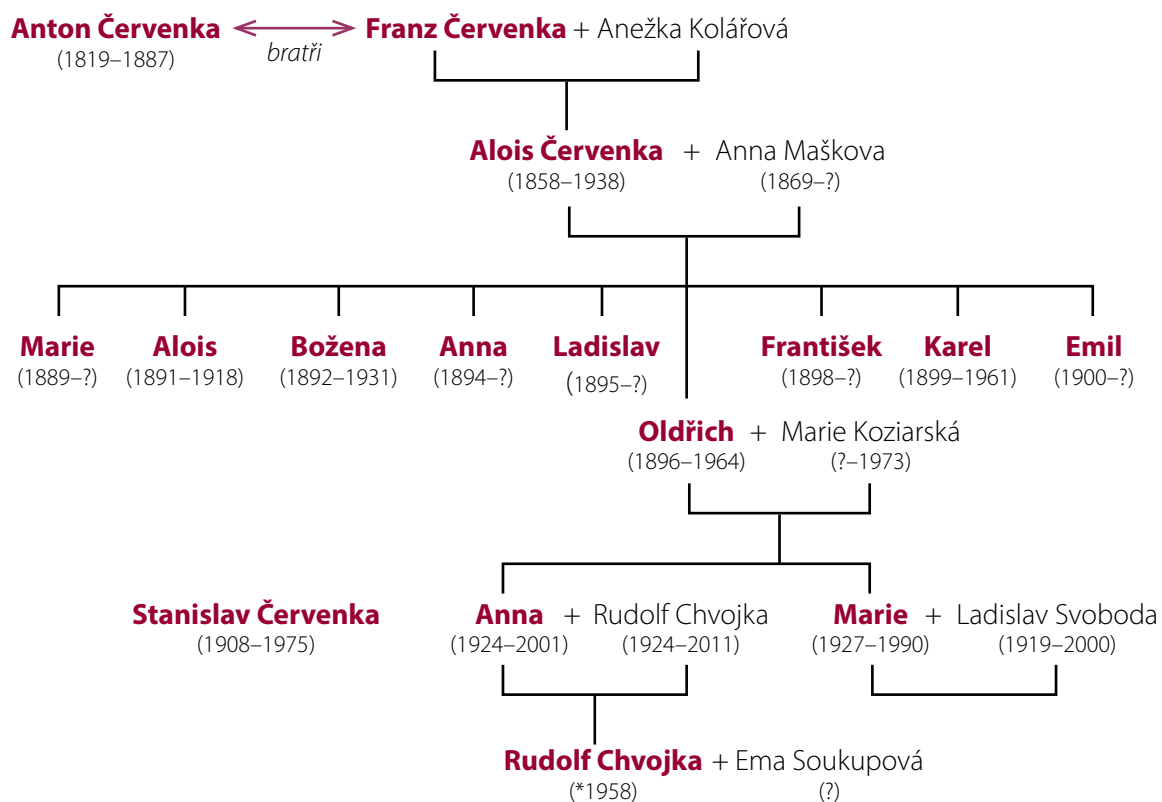 Anton Červenka
(1819–1887)
bratři
Franz Červenka + Anežka Kolářová
Alois Červenka + Anna Maškova
(1858–1938) (1869–?)
Marie Alois Božena Anna Ladislav František Karel Emil
(1889–?) (1891–1918) (1892–1931) (1894–?) (1895–?) (1898–?) (1899–1961) (1900–?)
Oldřich + Marie Koziarská
(1896–1964) (?–1973)
Stanislav Červenka Anna + Rudolf Chvojka Marie + Ladislav Svoboda
(1908–1975) (1924–2001) (1924–2011) (1927–1990) (1919–2000)
Rudolf Chvojka + Ema Soukupová
(*1958) (?)